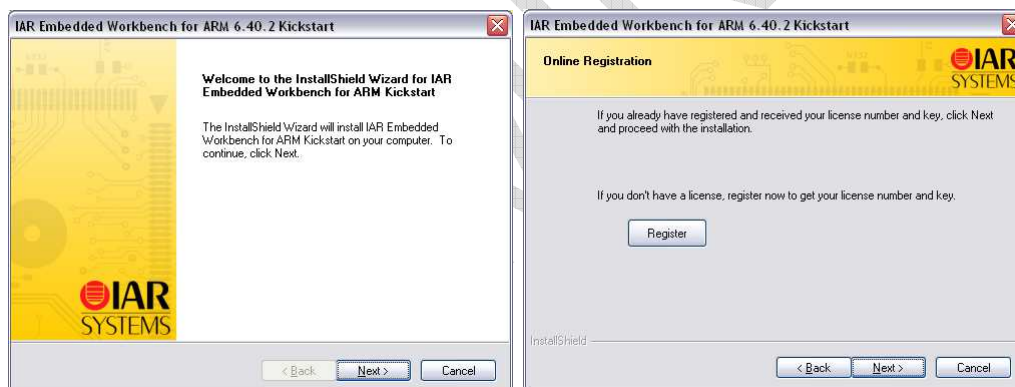 IAR Embedded Workbench for ARM 6.40.2 Kickstart
Welcome to the InstallShield Wizard for IAR
Embedded Workbench for ARM Kickstart
The InstallShield Wizard will install IAR Embedded
Workbench for ARM Kickstart on your computer. To
continue, click Next.
IAR
SYSTEMS
< Back
Next >
Cancel
IAR Embedded Workbench for ARM 6.40.2 Kickstart
Online Registration
IAR
SYSTEMS
If you already have registered and received your license number and key, click Next
and proceed with the installation.
If you don't have a license, register now to get your license number and key.
Register
InstallShield
< Back
Next >
Cancel